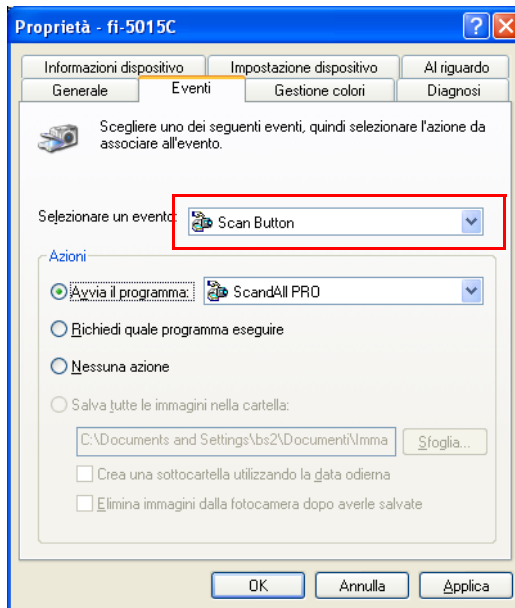 Proprietà - fi-5015C
Informazioni dispositivo Impostazione dispositivo Al riguardo
Generale Eventi Gestione colori Diagnosi
Scegliere uno dei seguenti eventi, quindi selezionare l'azione da
associare all'evento.
Selezionare un evento: Scan Button
Azioni
Avvia il programma: ScandAll PRO
Richiedi quale programma eseguire
Nessuna azione
Salva tutte le immagini nella cartella:
C:\Documents and Settings\bs2\Documenti\Imma Sfoglia...
Crea una sottocartella utilizzando la data odierna
Elimina immagini dalla fotocamera dopo averle salvate
OK Annulla Applica